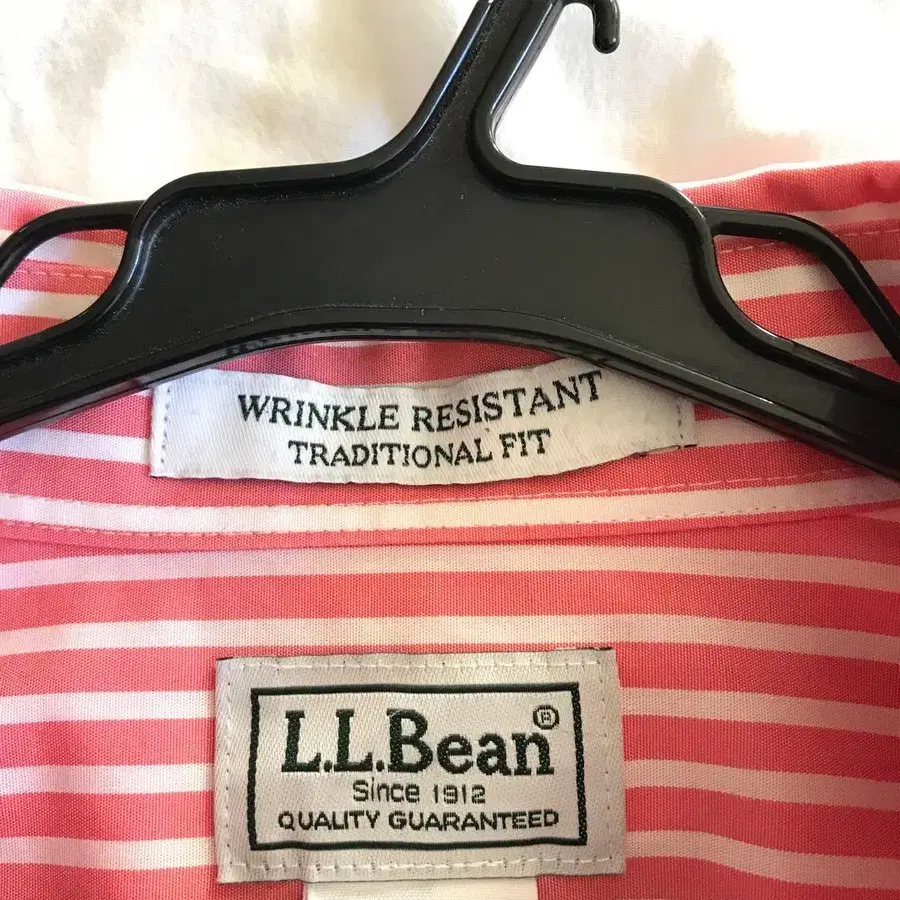 WRINKLE RESISTANT
TRADITIONAL FIT
L.L.Bean®
Since 1912
QUALITY GUARANTEED